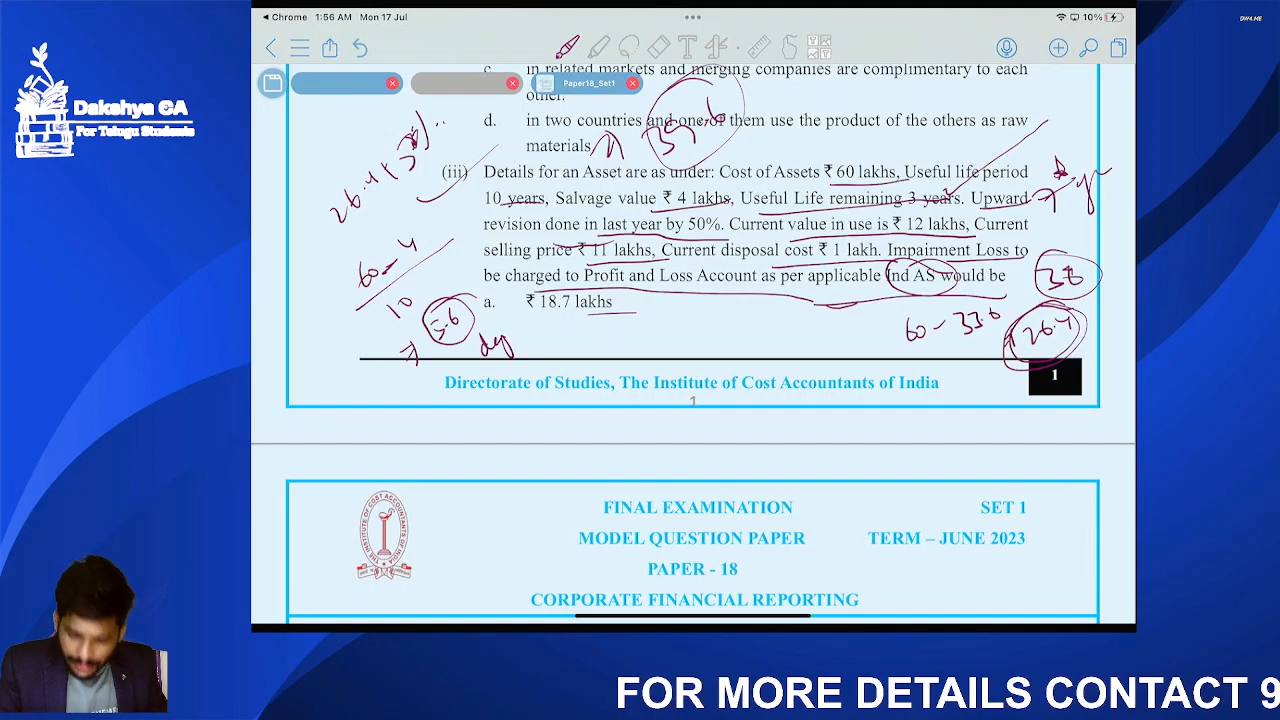 Chrome 1:56 AM Mon 17 Jul
10%
DW4.ME
Dakshya CA
For Telugu Students
Paper18_Set1
c. in related markets and merging companies are complimentary to each
other.
d. in two countries and one them use the product of the others as raw
materials
39.6
(iii) Details for an Asset are as under: Cost of Assets ₹ 60 lakhs, Useful life period
10 years, Salvage value ₹ 4 lakhs, Useful Life remaining 3 years. Upward
revision done in last year by 50%. Current value in use is ₹ 12 lakhs, Current
selling price ₹ 11 lakhs, Current disposal cost ₹ 1 lakh. Impairment Loss to
be charged to Profit and Loss Account as per applicable Ind AS would be
a. ₹ 18.7 lakhs
60 - 4
10
5.6
60 - 33.6
26.4
Directorate of Studies, The Institute of Cost Accountants of India
1
1
FINAL EXAMINATION SET 1
MODEL QUESTION PAPER TERM – JUNE 2023
PAPER - 18
CORPORATE FINANCIAL REPORTING
FOR MORE DETAILS CONTACT 9